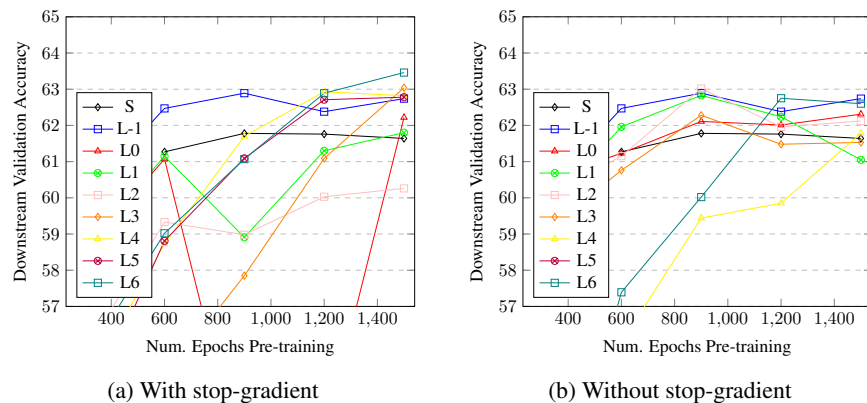 65
64
63
62
61
60
59
58
57
Downstream Validation Accuracy
S
L-1
L0
L1
L2
L3
L4
L5
L6
400 600 800 1,000 1,200 1,400
Num. Epochs Pre-training
(a) With stop-gradient
65
64
63
62
61
60
59
58
57
Downstream Validation Accuracy
S
L-1
L0
L1
L2
L3
L4
L5
L6
400 600 800 1,000 1,200 1,400
Num. Epochs Pre-training
(b) Without stop-gradient